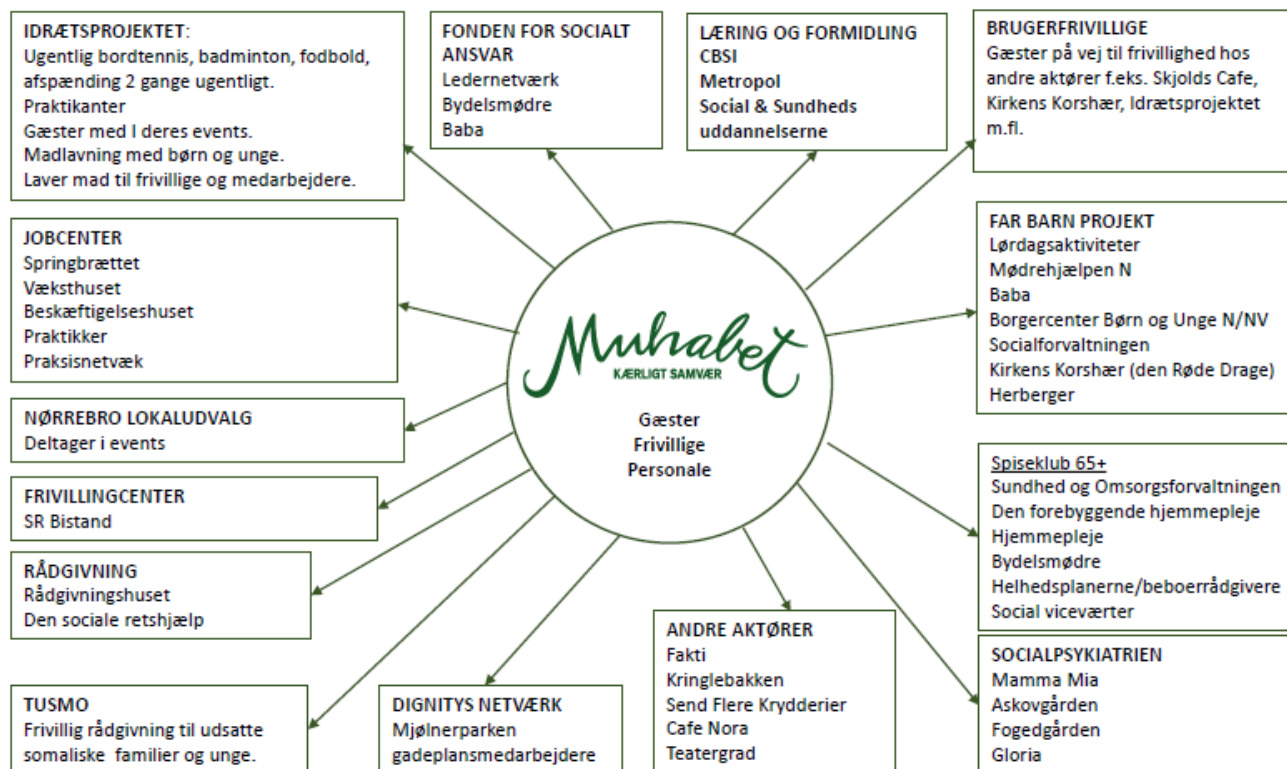 IDRÆTSPROJEKTET:
Ugentlig bordtennis, badminton, fodbold,
afspænding 2 gange ugentligt.
Praktikanter
Gæster med I deres events.
Madlavning med børn og unge.
Laver mad til frivillige og medarbejdere.
FONDEN FOR SOCIALT
ANSVAR
Ledernetværk
Bydelsmødre
Baba
LÆRING OG FORMIDLING
CBSI
Metropol
Social & Sundheds
uddannelserne
BRUGERFRIVILLIGE
Gæster på vej til frivillighed hos
andre aktører f.eks. Skjolds Cafe,
Kirkens Korshær, Idrætsprojektet
m.fl.
JOBCENTER
Springbrættet
Væksthuset
Beskæftigelseshuset
Praktikker
Praksisnetvæk
FAR BARN PROJEKT
Lørdagsaktiviteter
Mødrehjælpen N
Baba
Borgercenter Børn og Unge N/NV
Socialforvaltningen
Kirkens Korshær (den Røde Drage)
Herberger
Muhabet
KÆRLIGT SAMVÆR
Gæster
Frivillige
Personale
NØRREBRO LOKALUDVALG
Deltager i events
FRIVILLINGCENTER
SR Bistand
RÅDGIVNING
Rådgivningshuset
Den sociale retshjælp
Spiseklub 65+
Sundhed og Omsorgsforvaltningen
Den forebyggende hjemmepleje
Hjemmepleje
Bydelsmødre
Helhedsplanerne/beboerrådgivere
Social viceværter
TUSMO
Frivillig rådgivning til udsatte
somaliske familier og unge.
DIGNITYS NETVÆRK
Mjølnerparken
gadeplansmedarbejdere
ANDRE AKTØRER
Fakti
Kringlebakken
Send Flere Krydderier
Cafe Nora
Teatergrad
SOCIALPSYKIATRIEN
Mamma Mia
Askovgården
Fogedgården
Gloria